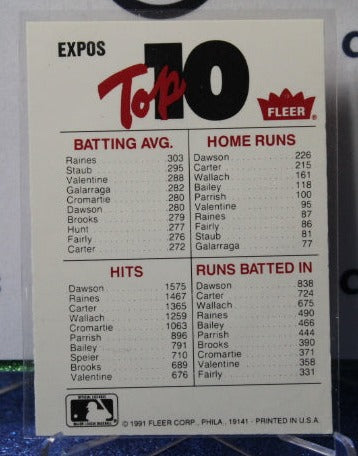 EXPOS
Top 10
FLEER®
BATTING AVG.
Raines .303
Staub .295
Valentine .288
Galarraga .282
Cromartie .280
Dawson .280
Brooks .279
Hunt .277
Fairly .276
Carter .272
HOME RUNS
Dawson 226
Carter 215
Wallach 161
Bailey 118
Parrish 100
Valentine 95
Raines 87
Fairly 86
Staub 81
Galarraga 77
HITS
Dawson 1575
Raines 1467
Carter 1365
Wallach 1259
Cromartie 1063
Parrish 896
Bailey 791
Speier 710
Brooks 689
Valentine 676
RUNS BATTED IN
Dawson 838
Carter 724
Wallach 675
Raines 490
Bailey 466
Parrish 444
Brooks 390
Cromartie 371
Valentine 358
Fairly 331
© 1991 FLEER CORP., PHILA., 19141 - PRINTED IN U.S.A.